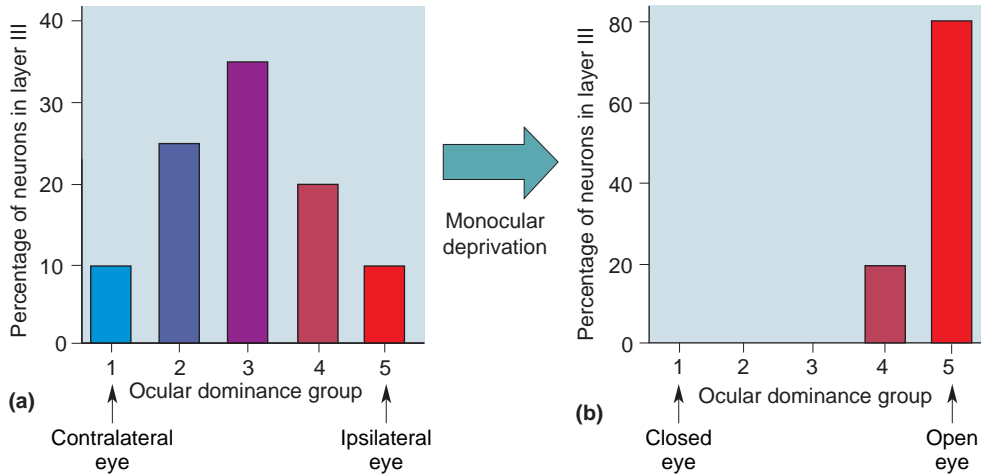 Percentage of neurons in layer III
40
30
20
10
0
1 2 3 4 5
Ocular dominance group
(a)
Contralateral
eye
Ipsilateral
eye
Monocular
deprivation
Percentage of neurons in layer III
80
60
40
20
0
1 2 3 4 5
Ocular dominance group
(b)
Closed
eye
Open
eye